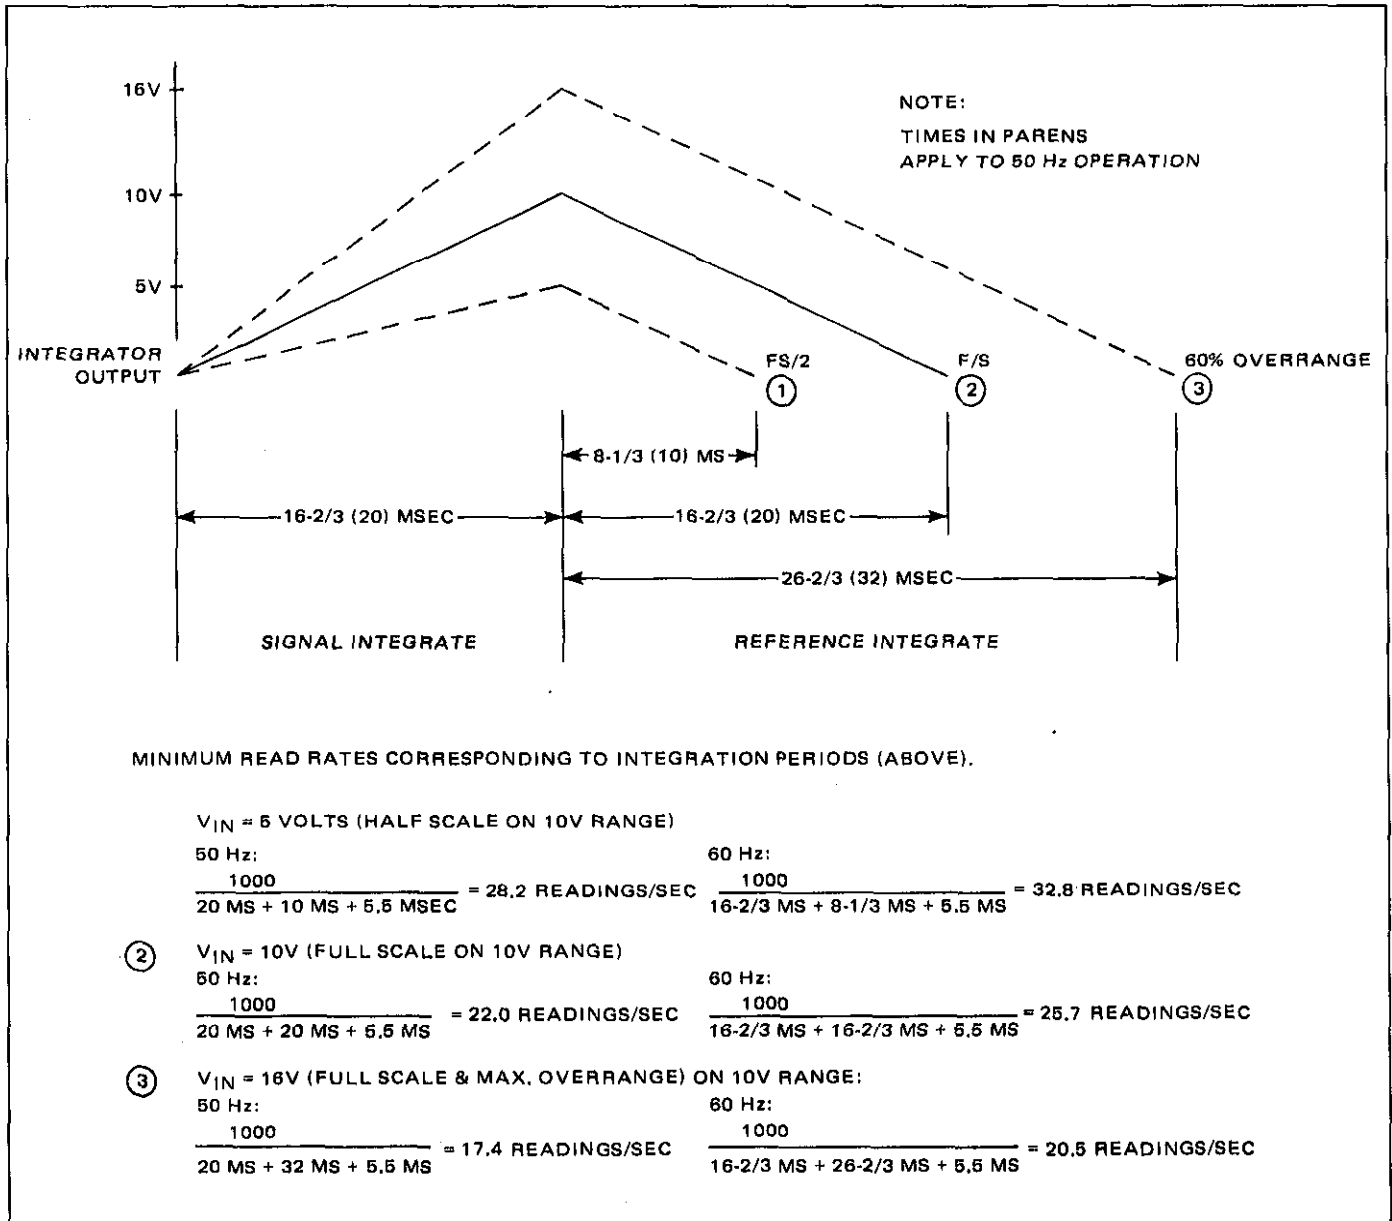 16V
NOTE:
TIMES IN PARENS
APPLY TO 50 Hz OPERATION
10V
5V
INTEGRATOR
OUTPUT
FS/2
1
F/S
2
60% OVERRANGE
3
8-1/3 (10) MS
16-2/3 (20) MSEC
16-2/3 (20) MSEC
26-2/3 (32) MSEC
SIGNAL INTEGRATE
REFERENCE INTEGRATE
MINIMUM READ RATES CORRESPONDING TO INTEGRATION PERIODS (ABOVE).
VIN = 5 VOLTS (HALF SCALE ON 10V RANGE)
50 Hz:
1000
20 MS + 10 MS + 5.5 MSEC
= 28.2 READINGS/SEC
60 Hz:
1000
16-2/3 MS + 8-1/3 MS + 5.5 MS
= 32.8 READINGS/SEC
2
VIN = 10V (FULL SCALE ON 10V RANGE)
50 Hz:
1000
20 MS + 20 MS + 5.5 MS
= 22.0 READINGS/SEC
60 Hz:
1000
16-2/3 MS + 16-2/3 MS + 5.5 MS
= 25.7 READINGS/SEC
3
VIN = 16V (FULL SCALE & MAX. OVERRANGE) ON 10V RANGE:
50 Hz:
1000
20 MS + 32 MS + 5.5 MS
= 17.4 READINGS/SEC
60 Hz:
1000
16-2/3 MS + 26-2/3 MS + 5.5 MS
= 20.5 READINGS/SEC